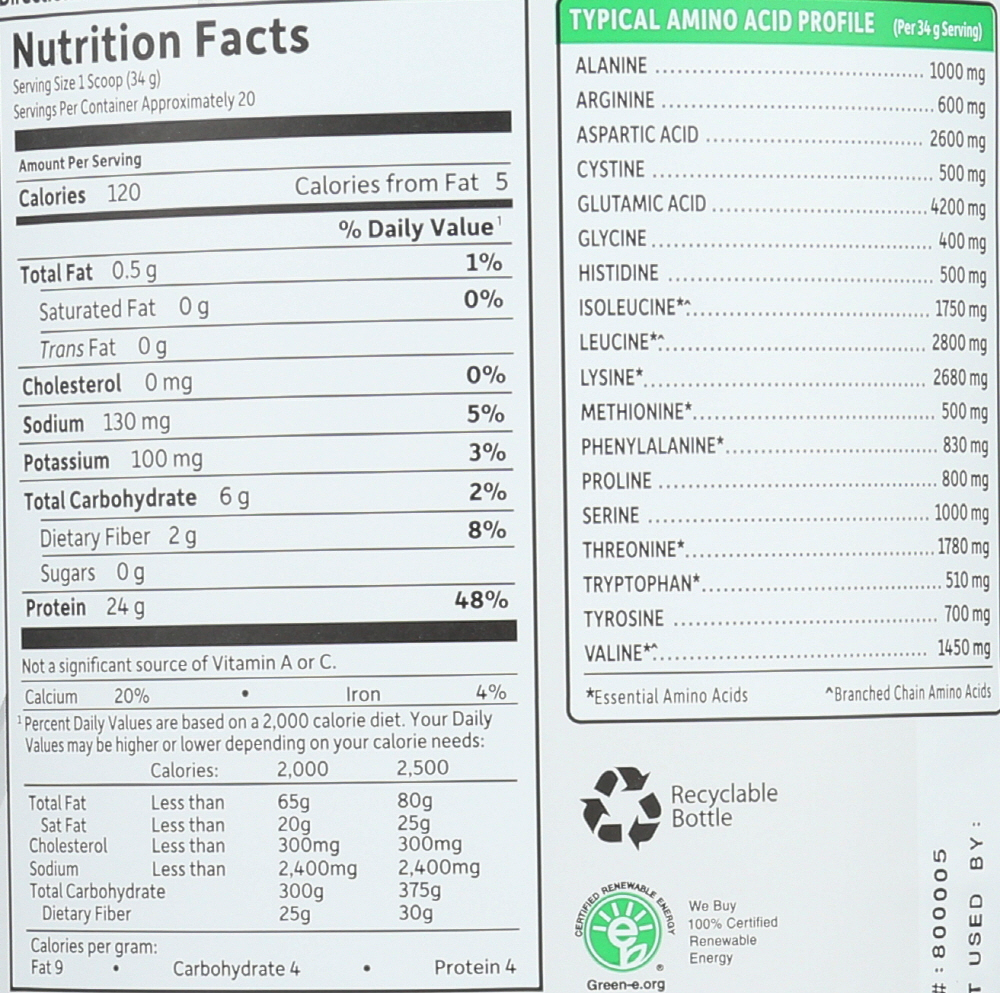 Nutrition Facts
Serving Size 1 Scoop (34 g)
Servings Per Container Approximately 20
Amount Per Serving
Calories 120 Calories from Fat 5
% Daily Value¹
Total Fat 0.5 g 1%
Saturated Fat 0 g 0%
Trans Fat 0 g
Cholesterol 0 mg 0%
Sodium 130 mg 5%
Potassium 100 mg 3%
Total Carbohydrate 6 g 2%
Dietary Fiber 2 g 8%
Sugars 0 g
Protein 24 g 48%
Not a significant source of Vitamin A or C.
Calcium 20% • Iron 4%
¹ Percent Daily Values are based on a 2,000 calorie diet. Your Daily
Values may be higher or lower depending on your calorie needs:
Calories: 2,000 2,500
Total Fat Less than 65g 80g
Sat Fat Less than 20g 25g
Cholesterol Less than 300mg 300mg
Sodium Less than 2,400mg 2,400mg
Total Carbohydrate 300g 375g
Dietary Fiber 25g 30g
Calories per gram:
Fat 9 • Carbohydrate 4 • Protein 4
TYPICAL AMINO ACID PROFILE (Per 34 g Serving)
ALANINE 1000 mg
ARGININE 600 mg
ASPARTIC ACID 2600 mg
CYSTINE 500 mg
GLUTAMIC ACID 4200 mg
GLYCINE 400 mg
HISTIDINE 500 mg
ISOLEUCINE*^ 1750 mg
LEUCINE*^ 2800 mg
LYSINE* 2680 mg
METHIONINE* 500 mg
PHENYLALANINE* 830 mg
PROLINE 800 mg
SERINE 1000 mg
THREONINE* 1780 mg
TRYPTOPHAN* 510 mg
TYROSINE 700 mg
VALINE*^ 1450 mg
*Essential Amino Acids ^Branched Chain Amino Acids
Recyclable
Bottle
CERTIFIED RENEWABLE ENERGY
e
®
Green-e.org
We Buy
100% Certified
Renewable
Energy
#:800005
T USED BY: